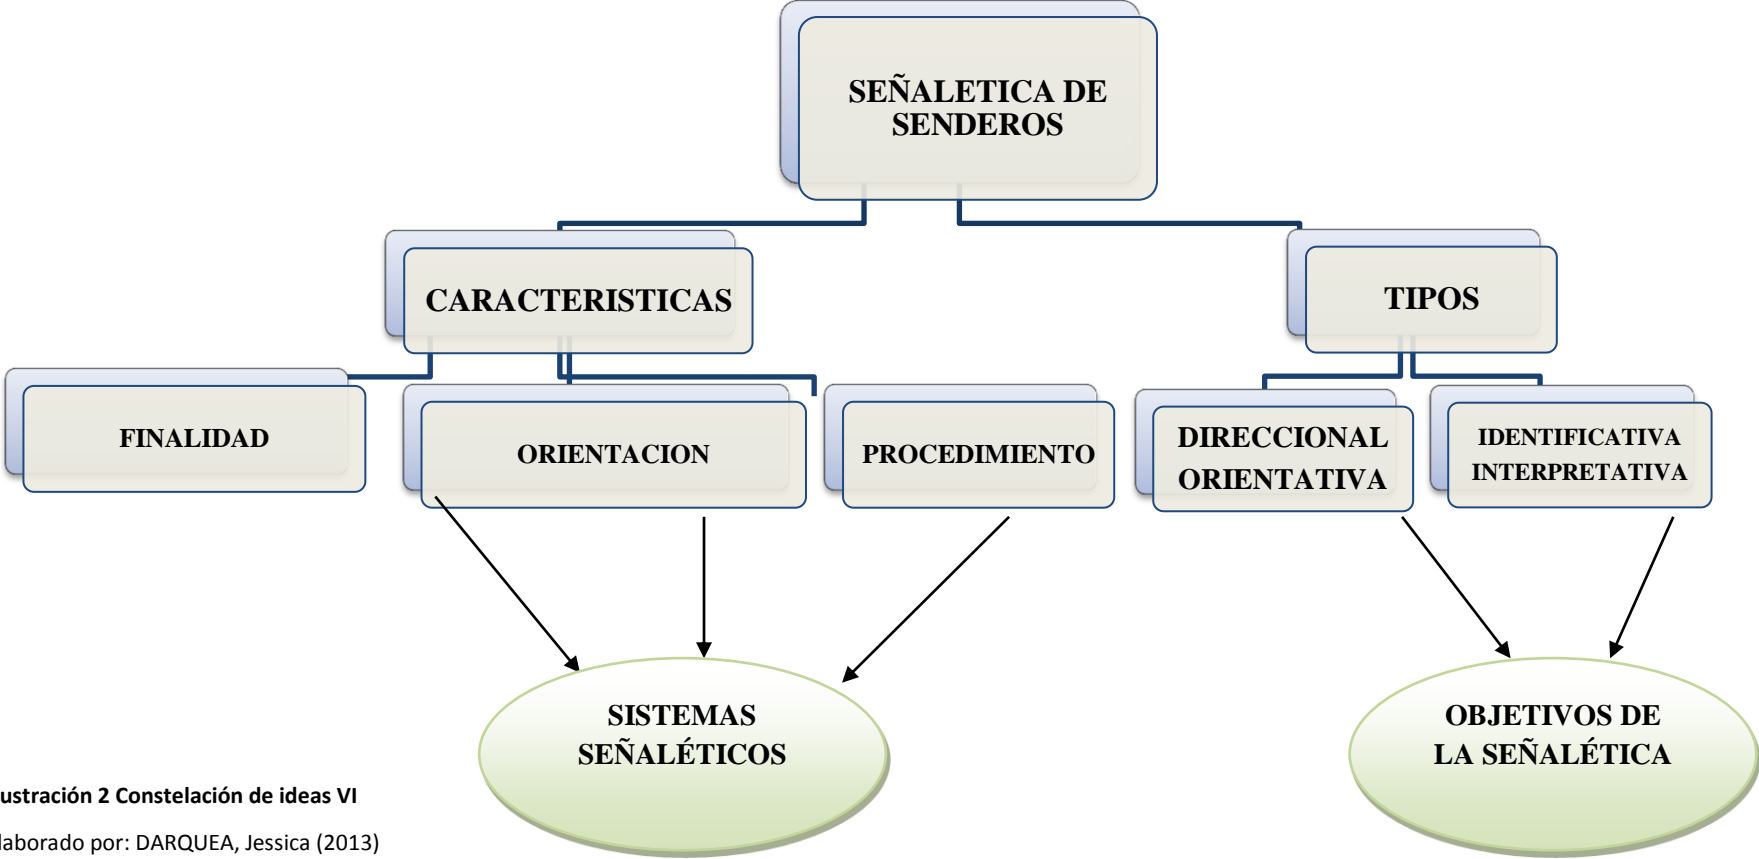 SEÑALETICA DE
SENDEROS
CARACTERISTICAS
TIPOS
FINALIDAD
ORIENTACION
PROCEDIMIENTO
DIRECCIONAL
ORIENTATIVA
IDENTIFICATIVA
INTERPRETATIVA
SISTEMAS
SEÑALÉTICOS
OBJETIVOS DE
LA SEÑALÉTICA
ustración 2 Constelación de ideas VI
laborado por: DARQUEA, Jessica (2013)